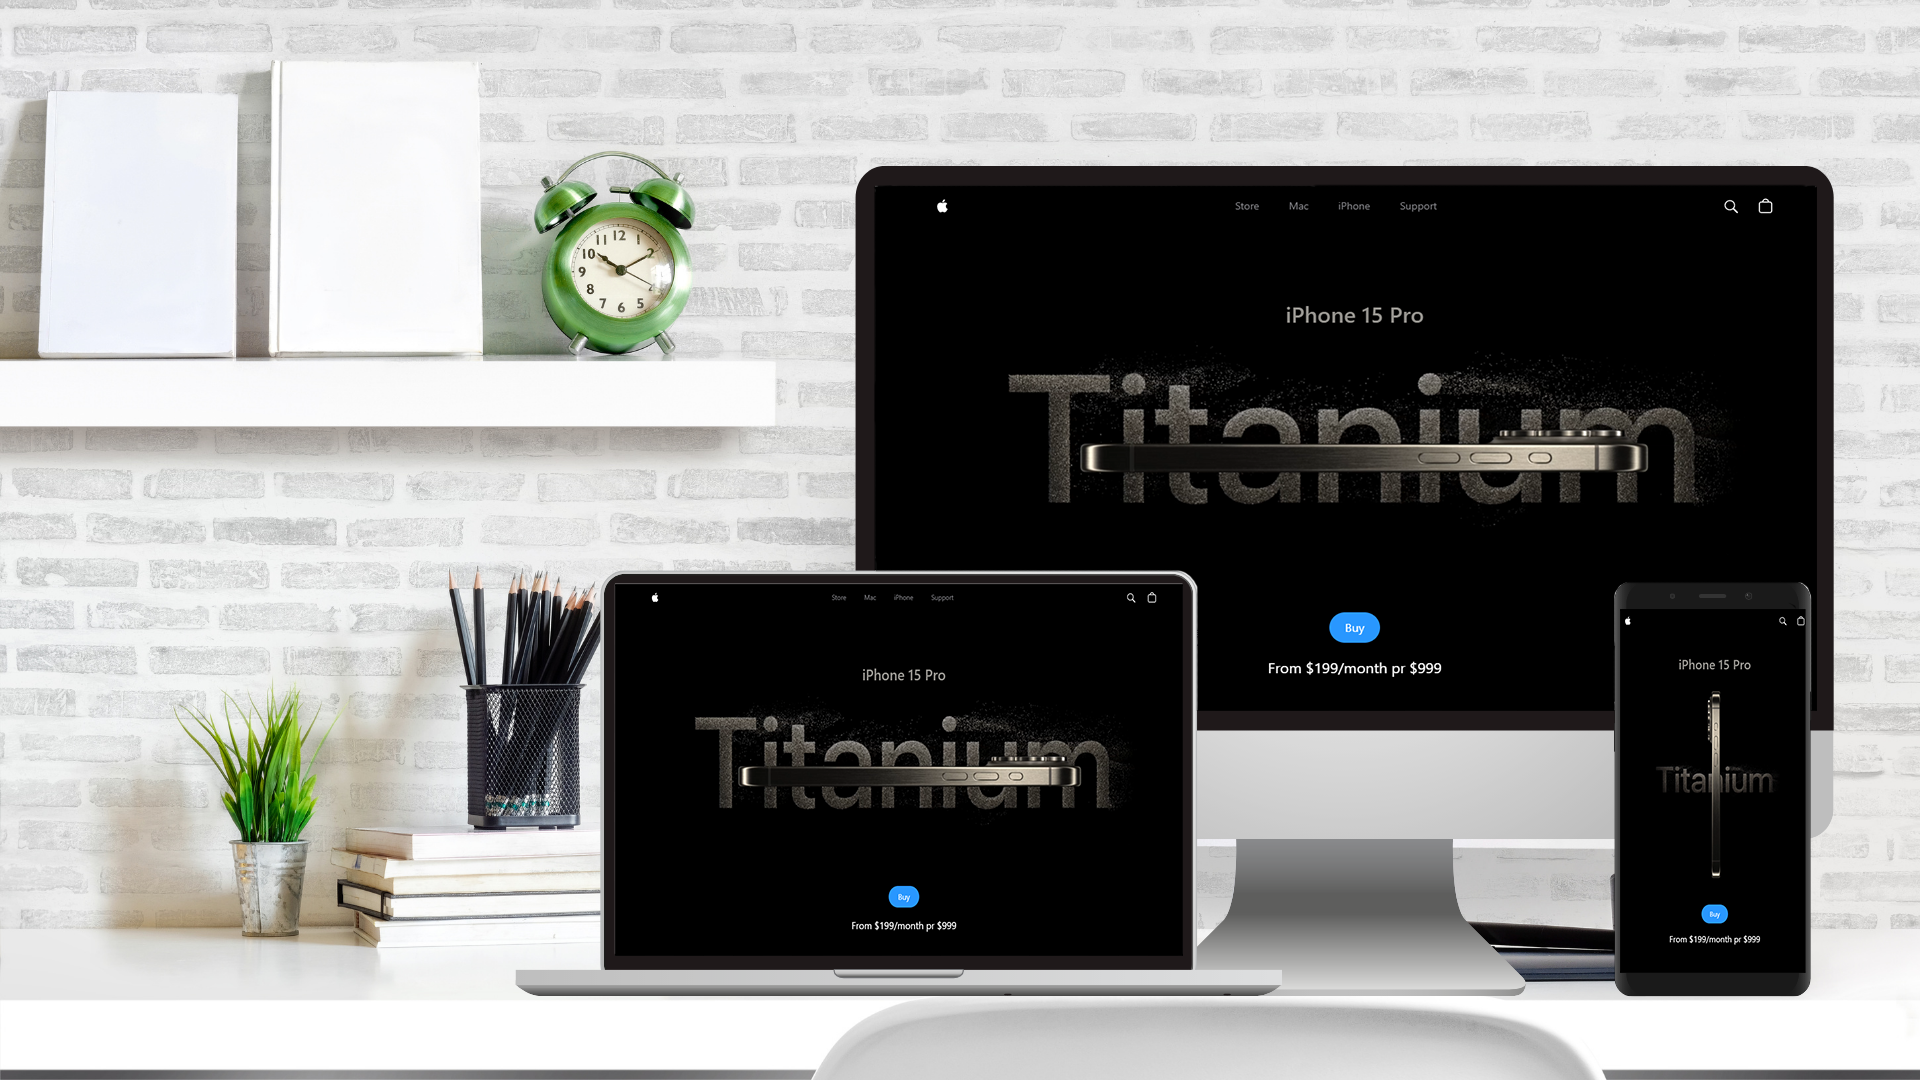 12
11 1
10 2
9
8
7 6 5
Store Mac iPhone Support
iPhone 15 Pro
Titanium
Buy
From $199/month pr $999
Store Mac iPhone Support
iPhone 15 Pro
Titanium
Buy
From $199/month pr $999
iPhone 15 Pro
Titanium
Buy
From $199/month pr $999